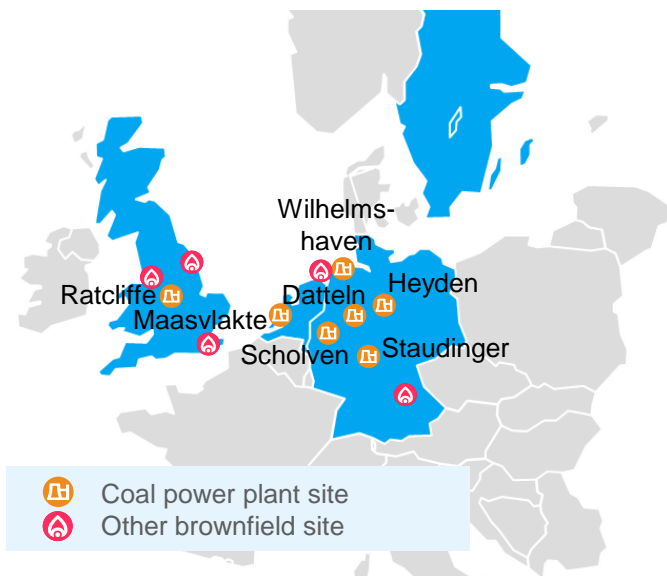 Wilhelms-
haven
Ratcliffe
Datteln
Heyden
Maasvlakte
Scholven
Staudinger
Coal power plant site
Other brownfield site